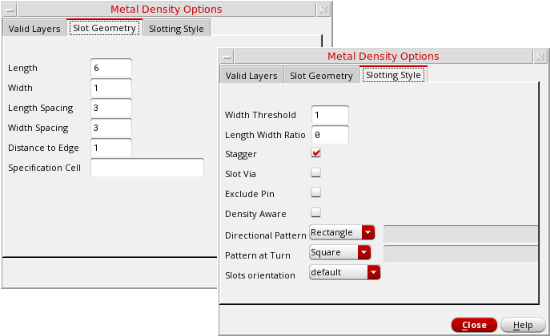 Metal Density Options
Valid Layers Slot Geometry Slotting Style
Length 6
Width 1
Length Spacing 3
Width Spacing 3
Distance to Edge 1
Specification Cell
Metal Density Options
Valid Layers Slot Geometry Slotting Style
Width Threshold 1
Length Width Ratio 0
Stagger
Slot Via
Exclude Pin
Density Aware
Directional Pattern Rectangle
Pattern at Turn Square
Slots orientation default
Close Help